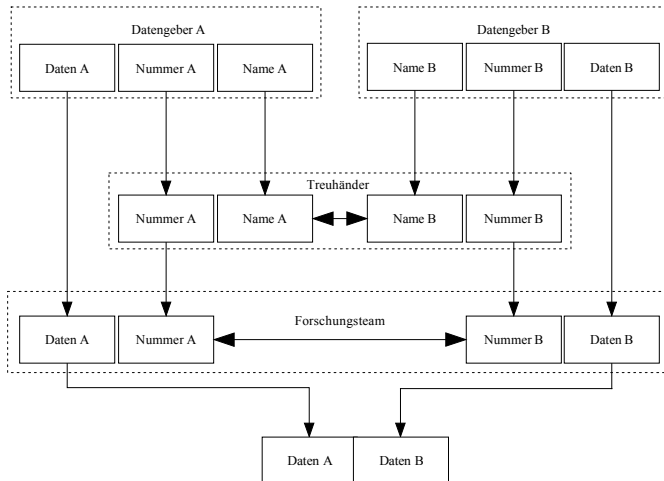 Datengeber A
Datengeber B
Daten A Nummer A Name A Name B Nummer B Daten B
Treuhänder
Nummer A Name A Name B Nummer B
Forschungsteam
Daten A Nummer A Nummer B Daten B
Daten A Daten B